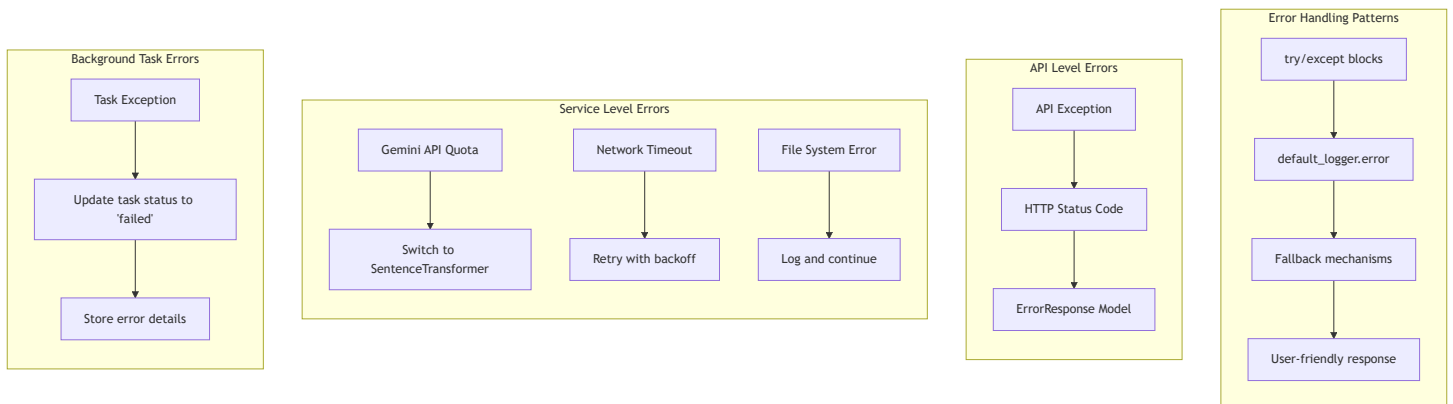 Background Task Errors
Task Exception
Update task status to
'failed'
Store error details
Service Level Errors
Gemini API Quota
Switch to
SentenceTransformer
Network Timeout
Retry with backoff
File System Error
Log and continue
API Level Errors
API Exception
HTTP Status Code
ErrorResponse Model
Error Handling Patterns
try/except blocks
default_logger.error
Fallback mechanisms
User-friendly response